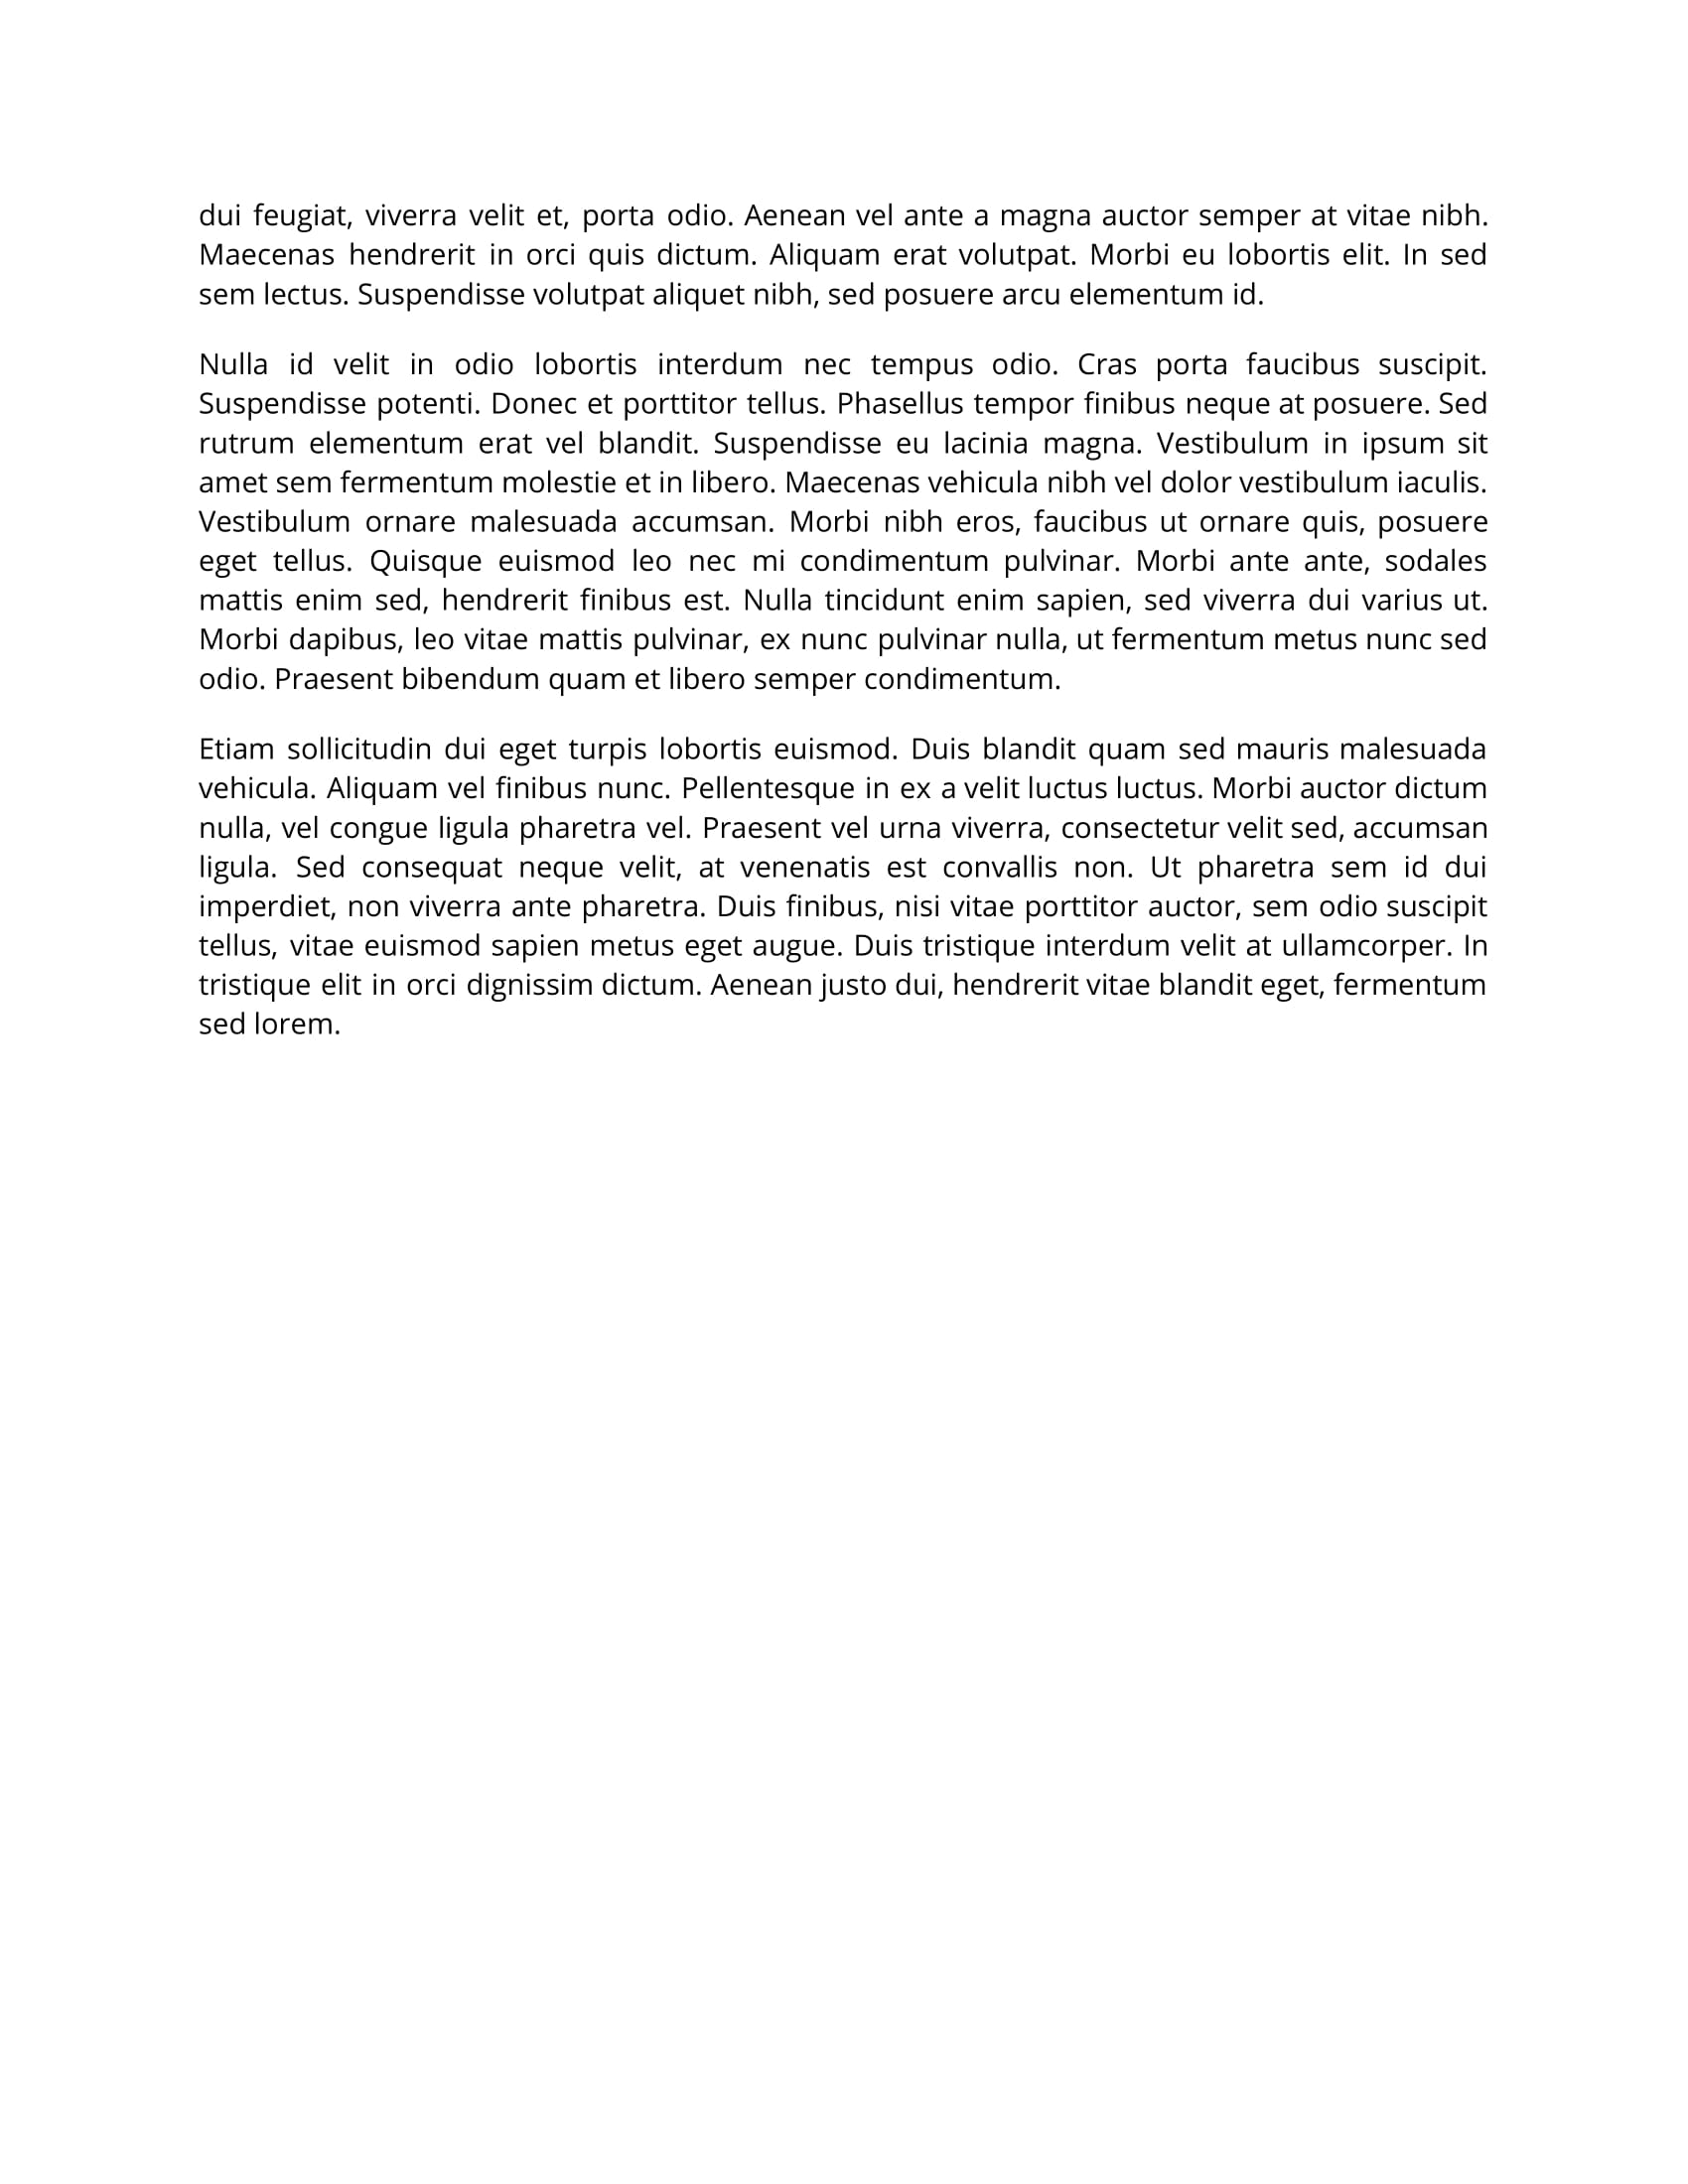 dui feugiat, viverra velit et, porta odio. Aenean vel ante a magna auctor semper at vitae nibh.
Maecenas hendrerit in orci quis dictum. Aliquam erat volutpat. Morbi eu lobortis elit. In sed
sem lectus. Suspendisse volutpat aliquet nibh, sed posuere arcu elementum id.
Nulla id velit in odio lobortis interdum nec tempus odio. Cras porta faucibus suscipit.
Suspendisse potenti. Donec et porttitor tellus. Phasellus tempor finibus neque at posuere. Sed
rutrum elementum erat vel blandit. Suspendisse eu lacinia magna. Vestibulum in ipsum sit
amet sem fermentum molestie et in libero. Maecenas vehicula nibh vel dolor vestibulum iaculis.
Vestibulum ornare malesuada accumsan. Morbi nibh eros, faucibus ut ornare quis, posuere
eget tellus. Quisque euismod leo nec mi condimentum pulvinar. Morbi ante ante, sodales
mattis enim sed, hendrerit finibus est. Nulla tincidunt enim sapien, sed viverra dui varius ut.
Morbi dapibus, leo vitae mattis pulvinar, ex nunc pulvinar nulla, ut fermentum metus nunc sed
odio. Praesent bibendum quam et libero semper condimentum.
Etiam sollicitudin dui eget turpis lobortis euismod. Duis blandit quam sed mauris malesuada
vehicula. Aliquam vel finibus nunc. Pellentesque in ex a velit luctus luctus. Morbi auctor dictum
nulla, vel congue ligula pharetra vel. Praesent vel urna viverra, consectetur velit sed, accumsan
ligula. Sed consequat neque velit, at venenatis est convallis non. Ut pharetra sem id dui
imperdiet, non viverra ante pharetra. Duis finibus, nisi vitae porttitor auctor, sem odio suscipit
tellus, vitae euismod sapien metus eget augue. Duis tristique interdum velit at ullamcorper. In
tristique elit in orci dignissim dictum. Aenean justo dui, hendrerit vitae blandit eget, fermentum
sed lorem.